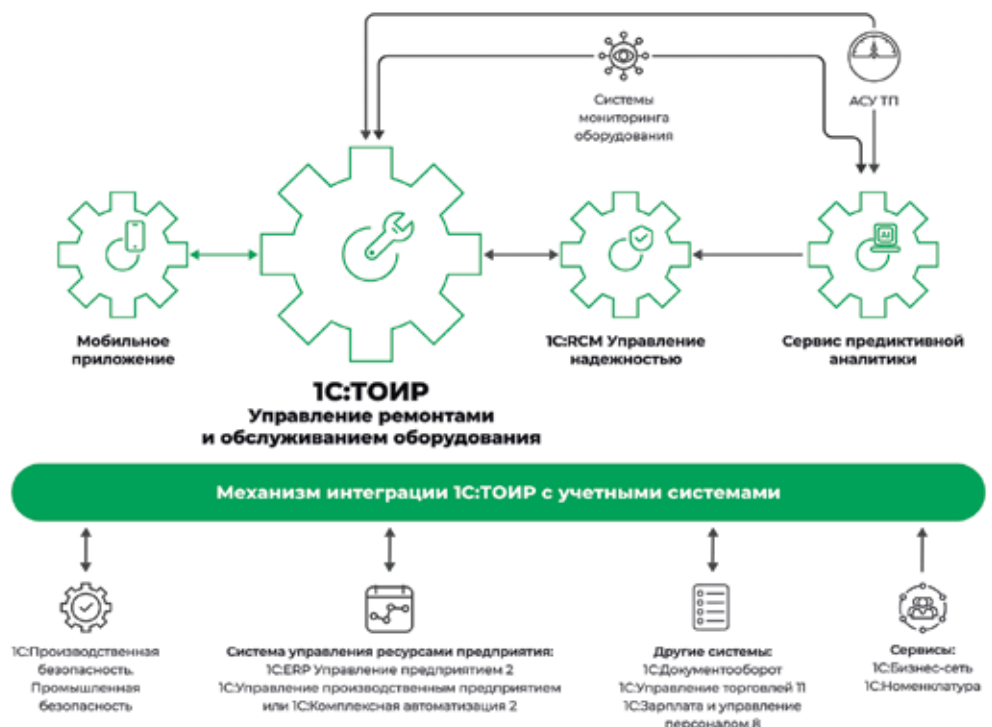 Системы
мониторинга
оборудования
АСУ ТП
AI
Мобильное
приложение
1С:RCM Управление
надежностью
Сервис предиктивной
аналитики
1С:ТОИР
Управление ремонтами
и обслуживанием оборудования
Механизм интеграции 1С:ТОИР с учетными системами
1С:Производственная
безопасность.
Промышленная
безопасность
Система управления ресурсами предприятия:
1С:ERP Управление предприятием 2
1С:Управление производственным предприятием
или 1С:Комплексная автоматизация 2
Другие системы:
1С:Документооборот
1С:Управление торговлей 11
1С:Зарплата и управление
персоналом 8
Сервисы:
1С:Бизнес-сеть
1С:Номенклатура